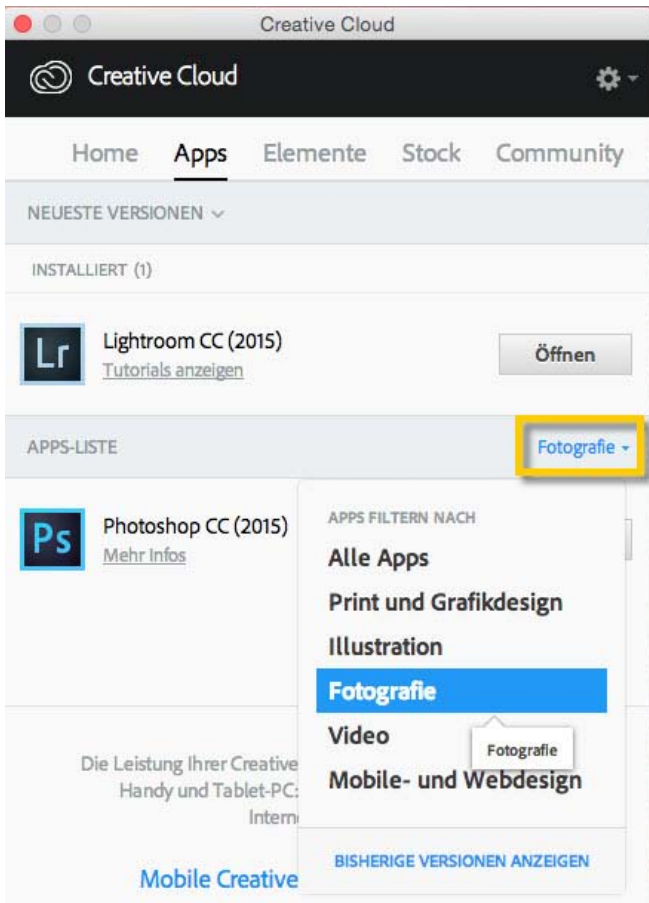 Creative Cloud
Creative Cloud
Home Apps Elemente Stock Community
NEUESTE VERSIONEN
INSTALLIERT (1)
Lr
Lightroom CC (2015)
Tutorials anzeigen
Öffnen
APPS-LISTE
Fotografie
Ps
Photoshop CC (2015)
Mehr Infos
APPS FILTERN NACH
Alle Apps
Print und Grafikdesign
Illustration
Fotografie
Video
Fotografie
Mobile- und Webdesign
BISHERIGE VERSIONEN ANZEIGEN
Die Leistung Ihrer Creative
Handy und Tablet-PC:
Mobile Creative